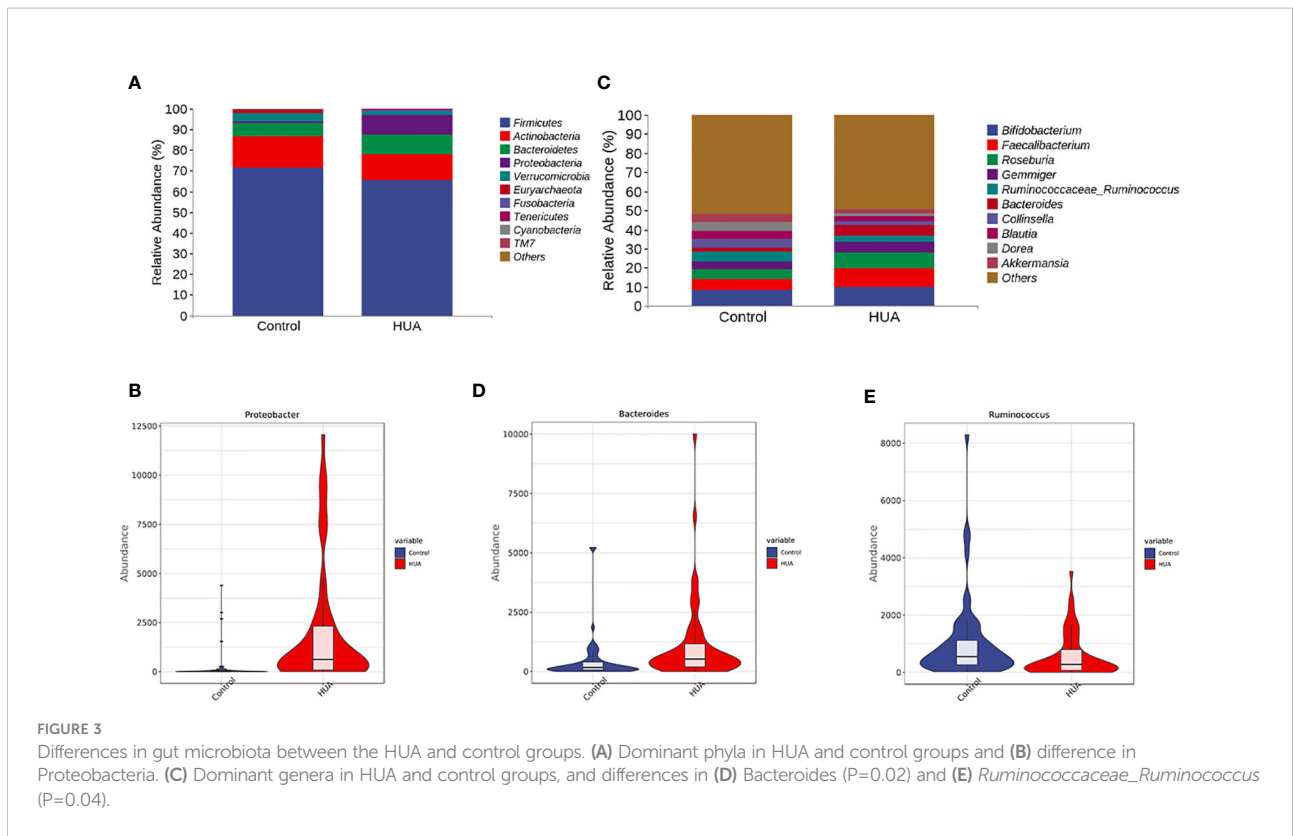 A
Relative Abundance (%)
100
90
80
70
60
50
40
30
20
10
0
Control
HUA
Firmicutes
Actinobacteria
Bacteroidetes
Proteobacteria
Verrucomicrobia
Euryarchaeota
Fusobacteria
Tenericutes
Cyanobacteria
TM7
Others
C
Relative Abundance (%)
100
90
80
70
60
50
40
30
20
10
0
Control
HUA
Bifidobacterium
Faecalibacterium
Roseburia
Gemmiger
Ruminococcaceae_Ruminococcus
Bacteroides
Collinsella
Blautia
Dorea
Akkermansia
Others
B
Proteobacter
Abundance
12500
10000
7500
5000
2500
0
Control
HUA
variable
Control
HUA
D
Bacteroides
Abundance
10000
7500
5000
2500
0
Control
HUA
variable
Control
HUA
E
Ruminococcus
Abundance
8000
6000
4000
2000
0
Control
HUA
variable
Control
HUA
FIGURE 3
Differences in gut microbiota between the HUA and control groups. (A) Dominant phyla in HUA and control groups and (B) difference in
Proteobacteria. (C) Dominant genera in HUA and control groups, and differences in (D) Bacteroides (P=0.02) and (E) Ruminococcaceae_Ruminococcus
(P=0.04).